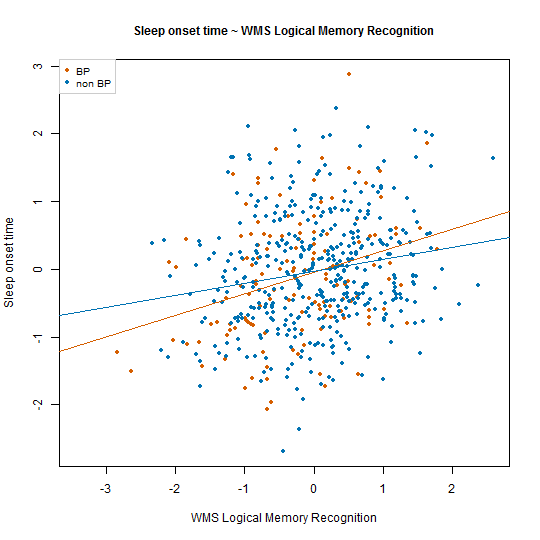 Sleep onset time ~ WMS Logical Memory Recognition
BP
non BP
3
2
1
0
-1
-2
Sleep onset time
-3
-2
-1
0
1
2
WMS Logical Memory Recognition